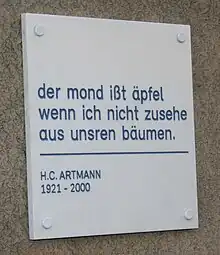 der mond ißt äpfel
wenn ich nicht zusehe
aus unsren bäumen.
H.C. ARTMANN
1921 - 2000